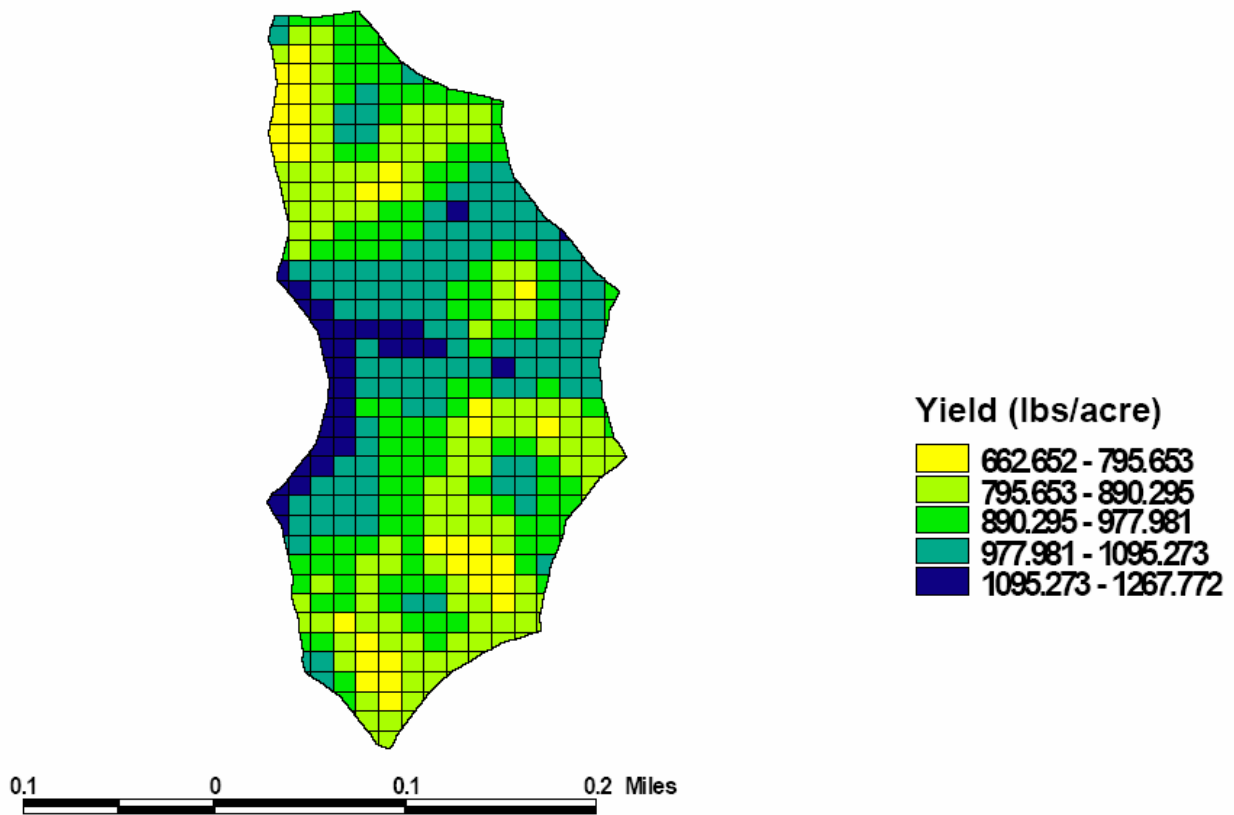 Yield (lbs/acre)
662.652 - 795.653
795.653 - 890.295
890.295 - 977.981
977.981 - 1095.273
1095.273 - 1267.772
0.1 0 0.1 0.2 Miles